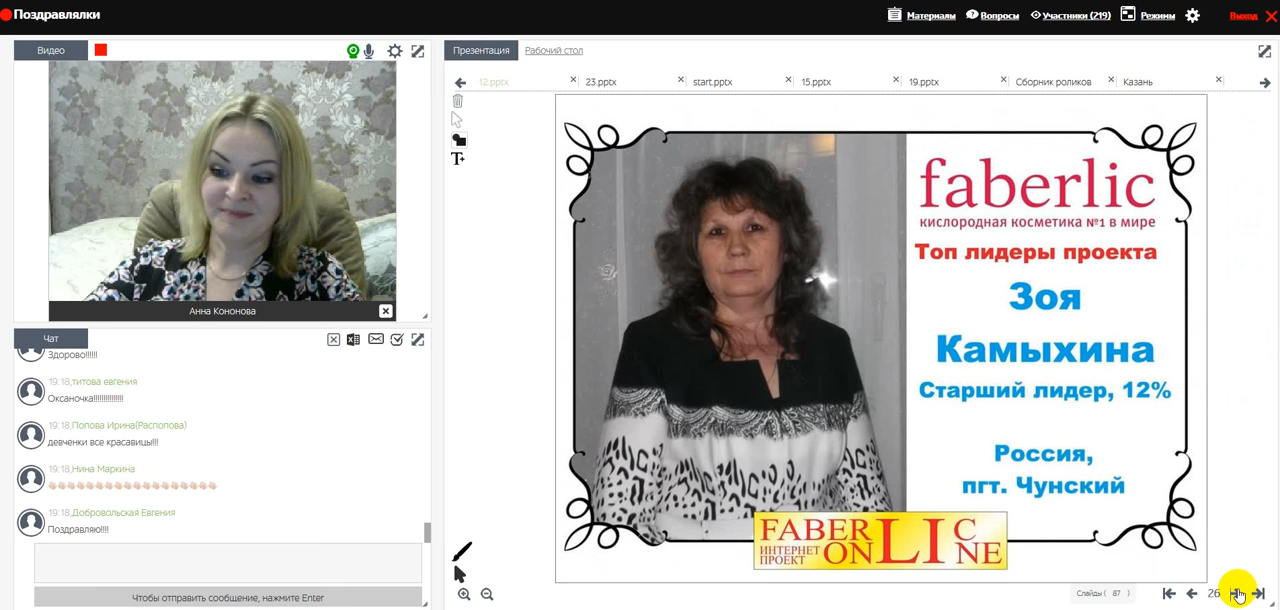 Поздравлялки
Материалы
Вопросы
Участники (219)
Режимы
Выход
Видео
Анна Кононова
Чат
Здорово!!!!!!
19:18,титова евгения
Оксаночка!!!!!!!!!!!!!!!
19:18,Попова Ирина(Распопова)
девченки все красавицы!!!
19:18,Нина Маркина
19:18,Добровольская Евгения
Поздравляю!!!!
Чтобы отправить сообщение, нажмите Enter
Презентация
Рабочий стол
12.pptx
23.pptx
start.pptx
15.pptx
19.pptx
Сборник роликов
Казань
faberlic
кислородная косметика №1 в мире
Топ лидеры проекта
Зоя
Камыхина
Старший лидер, 12%
Россия,
пгт. Чунский
FABERLIC
ИНТЕРНЕТ
ПРОЕКТ
ONLINE
Слайды ( 87 )
26